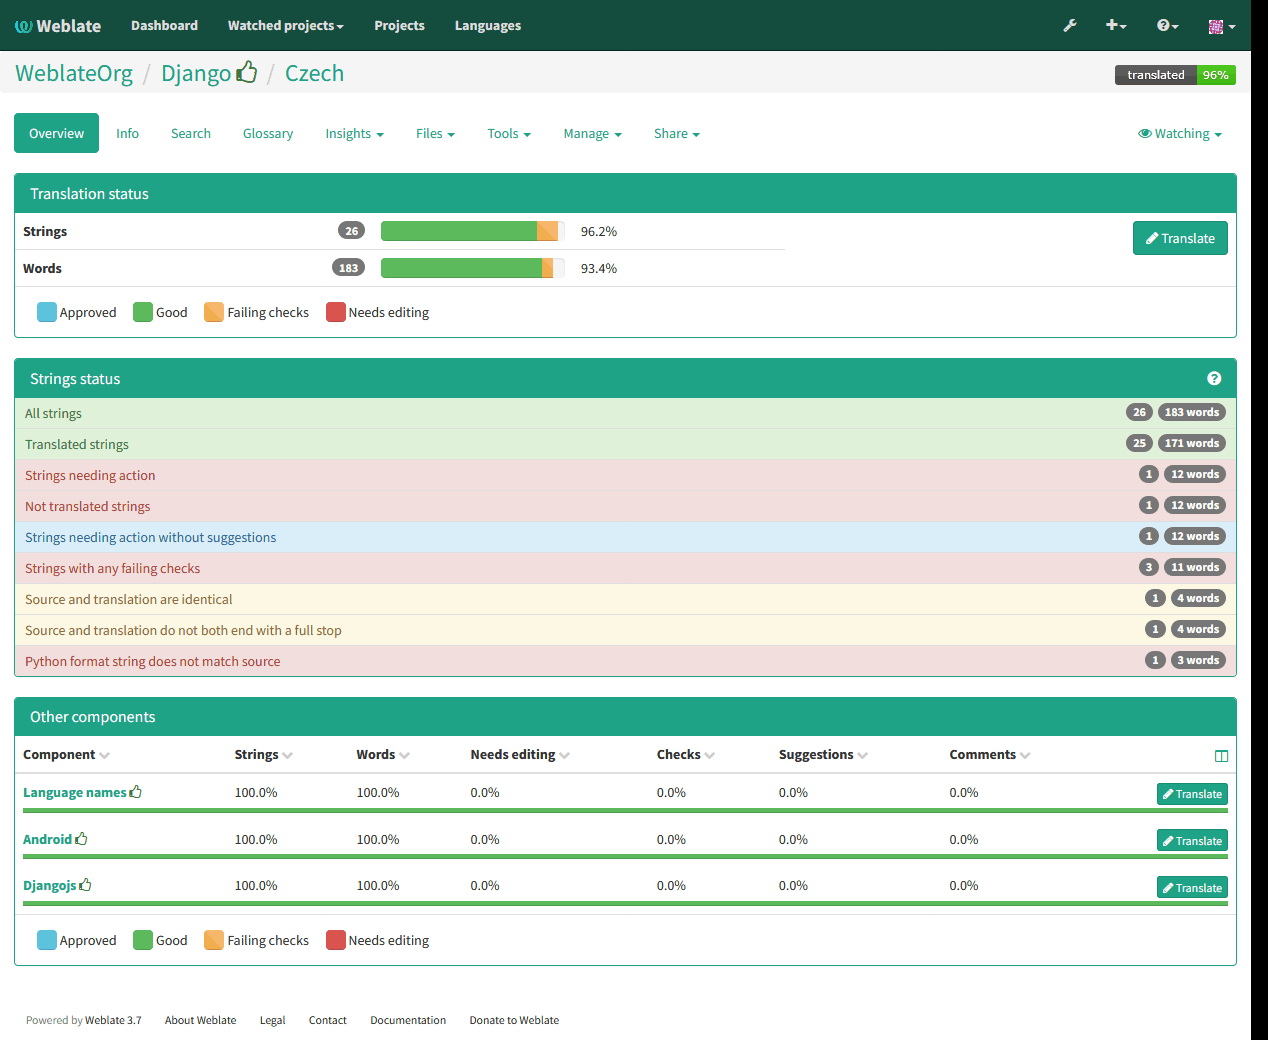 Weblate Dashboard Watched projects Projects Languages
WeblateOrg / Django / Czech translated 96%
Overview Info Search Glossary Insights Files Tools Manage Share Watching
Translation status
Strings 26 96.2% Translate
Words 183 93.4%
Approved Good Failing checks Needs editing
Strings status
All strings 26 183 words
Translated strings 25 171 words
Strings needing action 1 12 words
Not translated strings 1 12 words
Strings needing action without suggestions 1 12 words
Strings with any failing checks 3 11 words
Source and translation are identical 1 4 words
Source and translation do not both end with a full stop 1 4 words
Python format string does not match source 1 3 words
Other components
Component Strings Words Needs editing Checks Suggestions Comments
Language names 100.0% 100.0% 0.0% 0.0% 0.0% 0.0% Translate
Android 100.0% 100.0% 0.0% 0.0% 0.0% 0.0% Translate
Djangojs 100.0% 100.0% 0.0% 0.0% 0.0% 0.0% Translate
Approved Good Failing checks Needs editing
Powered by Weblate 3.7 About Weblate Legal Contact Documentation Donate to Weblate